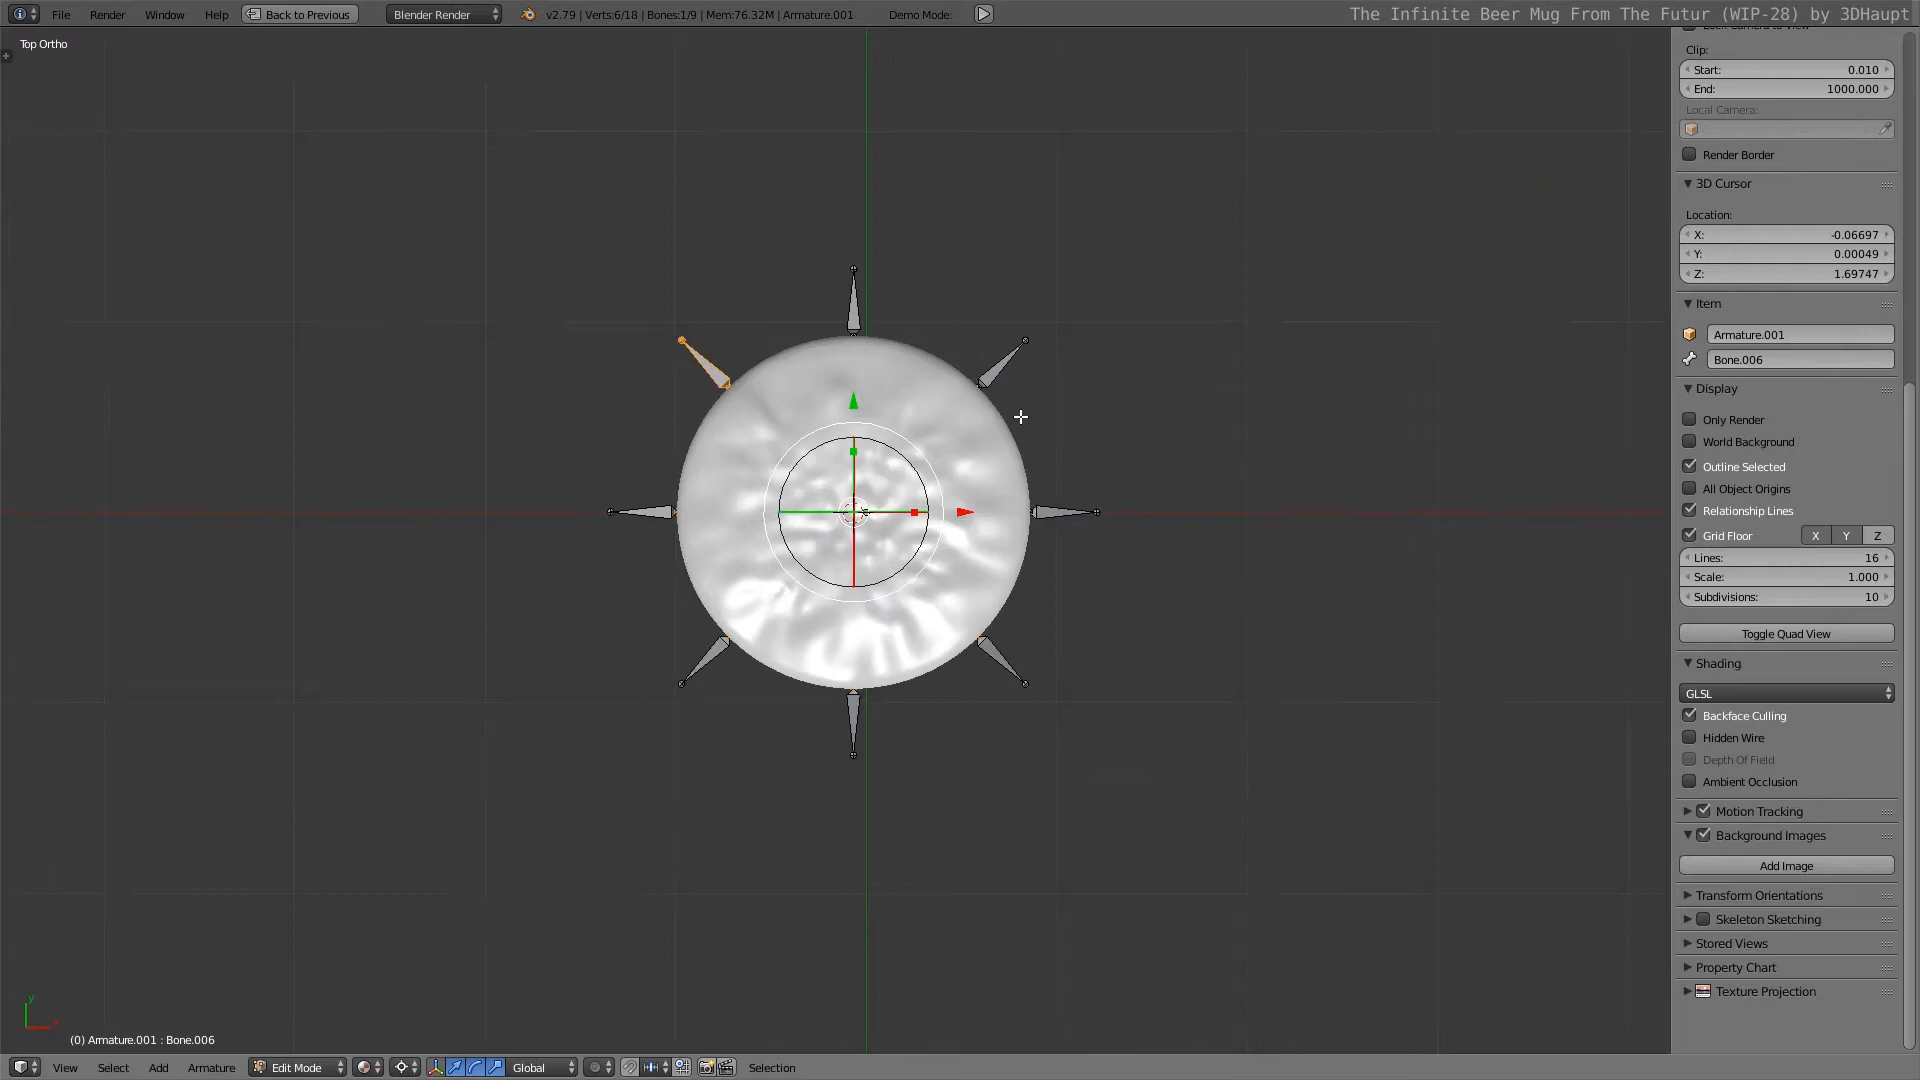 File Render Window Help Back to Previous Blender Render v2.79 | Verts:6/18 | Bones:1/9 | Mem:76.32M | Armature.001 Demo Mode: The Infinite Beer Mug From The Futur (WIP-28) by 3DHaupt
Top Ortho
Clip:
Start: 0.010
End: 1000.000
Local Camera:
Render Border
3D Cursor
Location:
X: -0.06697
Y: 0.00049
Z: 1.69747
Item
Armature.001
Bone.006
Display
Only Render
World Background
Outline Selected
All Object Origins
Relationship Lines
Grid Floor X Y Z
Lines: 16
Scale: 1.000
Subdivisions: 10
Toggle Quad View
Shading
GLSL
Backface Culling
Hidden Wire
Depth Of Field
Ambient Occlusion
Motion Tracking
Background Images
Add Image
Transform Orientations
Skeleton Sketching
Stored Views
Property Chart
Texture Projection
y
x
(0) Armature.001 : Bone.006
View Select Add Armature Edit Mode Global Selection